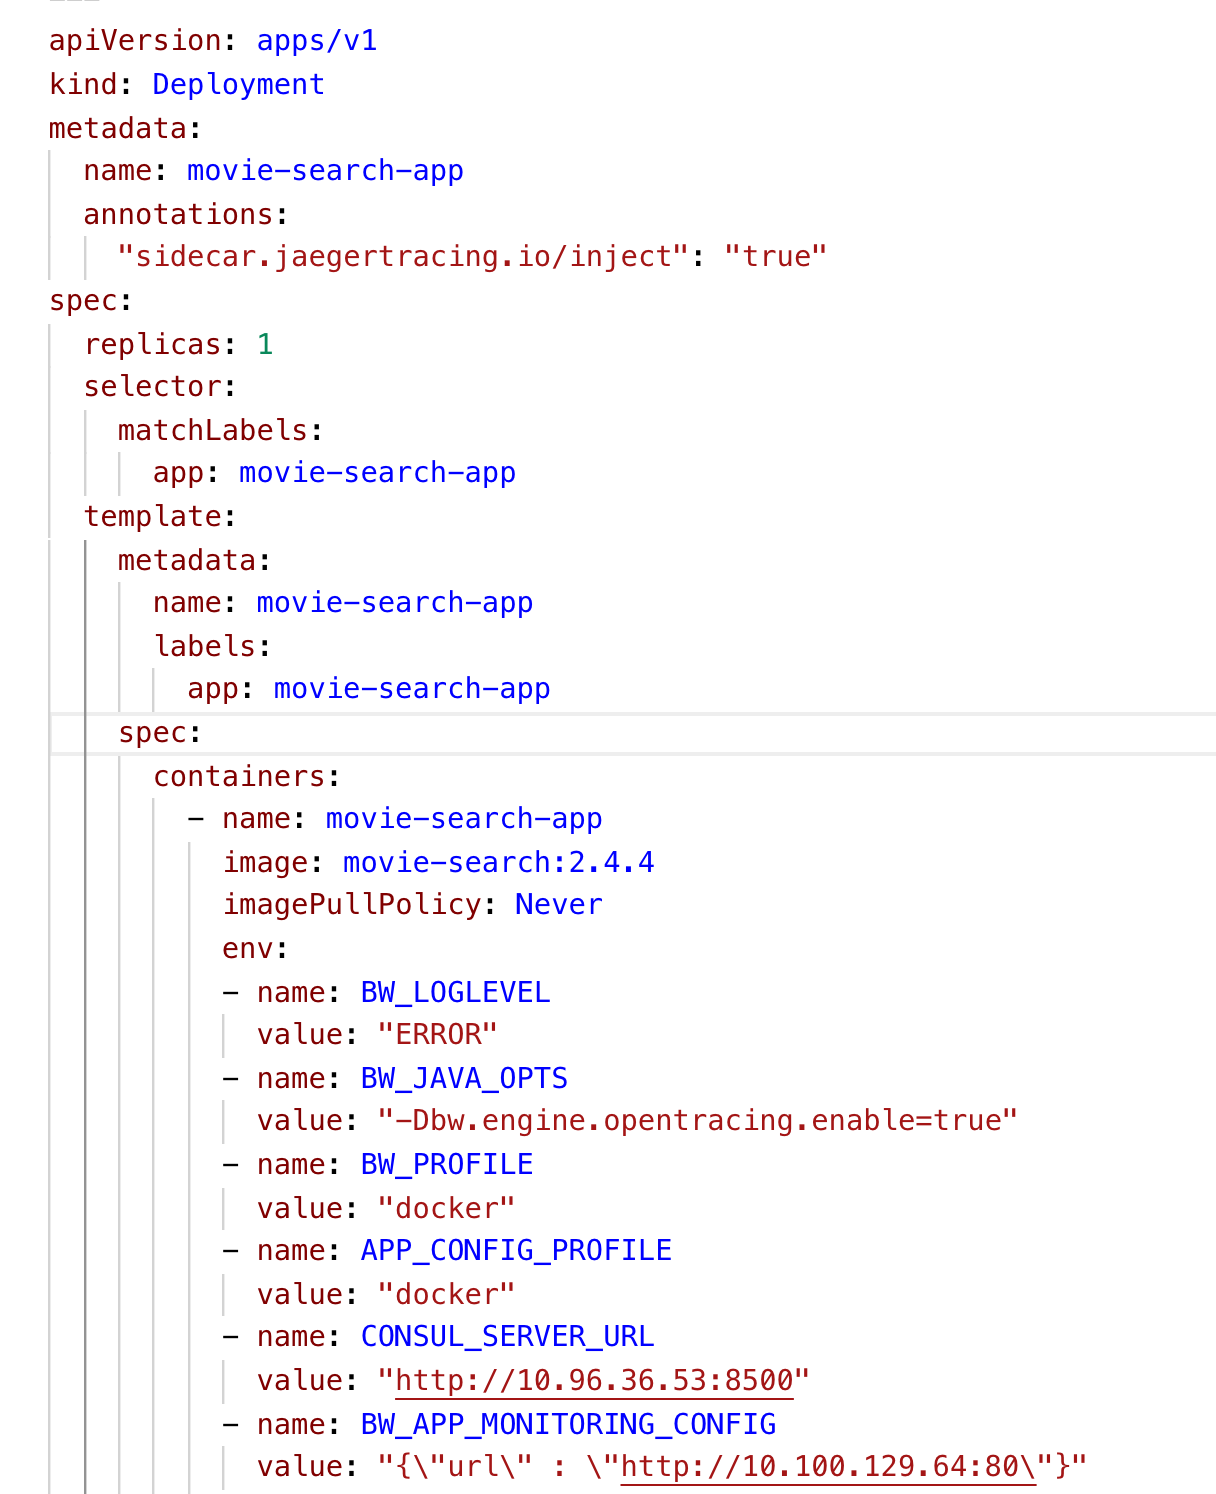 ---
apiVersion: apps/v1
kind: Deployment
metadata:
  name: movie-search-app
  annotations:
    "sidecar.jaegertracing.io/inject": "true"
spec:
  replicas: 1
  selector:
    matchLabels:
      app: movie-search-app
  template:
    metadata:
      name: movie-search-app
      labels:
        app: movie-search-app
    spec:
      containers:
        - name: movie-search-app
          image: movie-search:2.4.4
          imagePullPolicy: Never
          env:
          - name: BW_LOGLEVEL
            value: "ERROR"
          - name: BW_JAVA_OPTS
            value: "-Dbw.engine.opentracing.enable=true"
          - name: BW_PROFILE
            value: "docker"
          - name: APP_CONFIG_PROFILE
            value: "docker"
          - name: CONSUL_SERVER_URL
            value: "http://10.96.36.53:8500"
          - name: BW_APP_MONITORING_CONFIG
            value: "{\"url\" : \"http://10.100.129.64:80\"}"